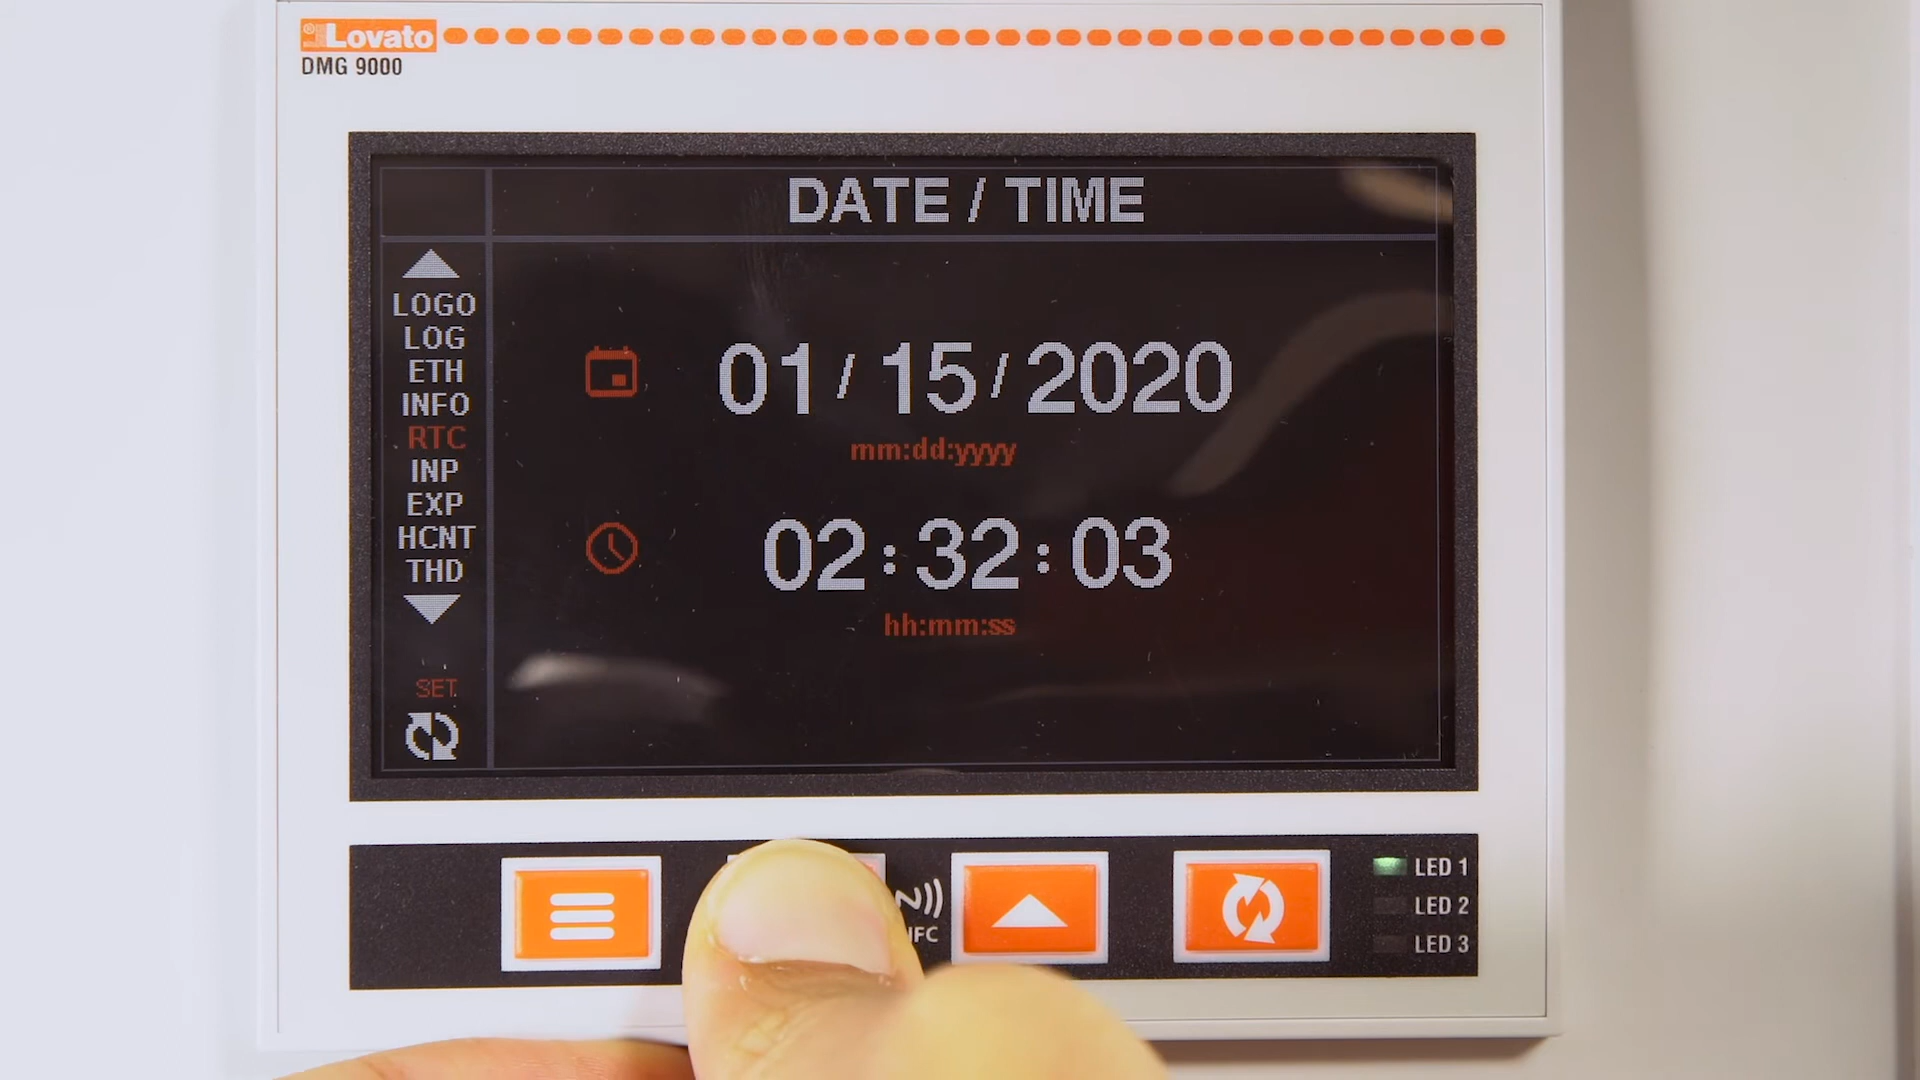 Lovato
DMG 9000
DATE / TIME
LOGO
LOG
ETH
INFO
RTC
INP
EXP
HCNT
THD
SET
01 / 15 / 2020
mm:dd:yyyy
02 : 32 : 03
hh:mm:ss
LED 1
LED 2
LED 3